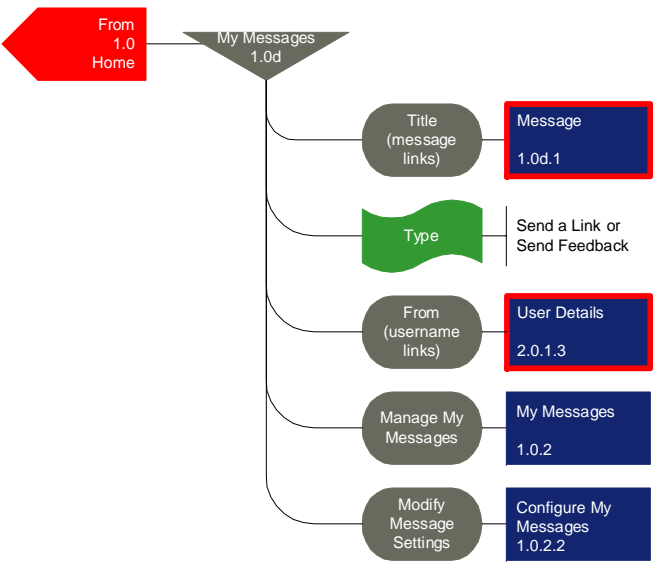 From
1.0
Home
My Messages
1.0d
Title
(message
links)
Message
1.0d.1
Type
Send a Link or
Send Feedback
From
(username
links)
User Details
2.0.1.3
Manage My
Messages
My Messages
1.0.2
Modify
Message
Settings
Configure My
Messages
1.0.2.2